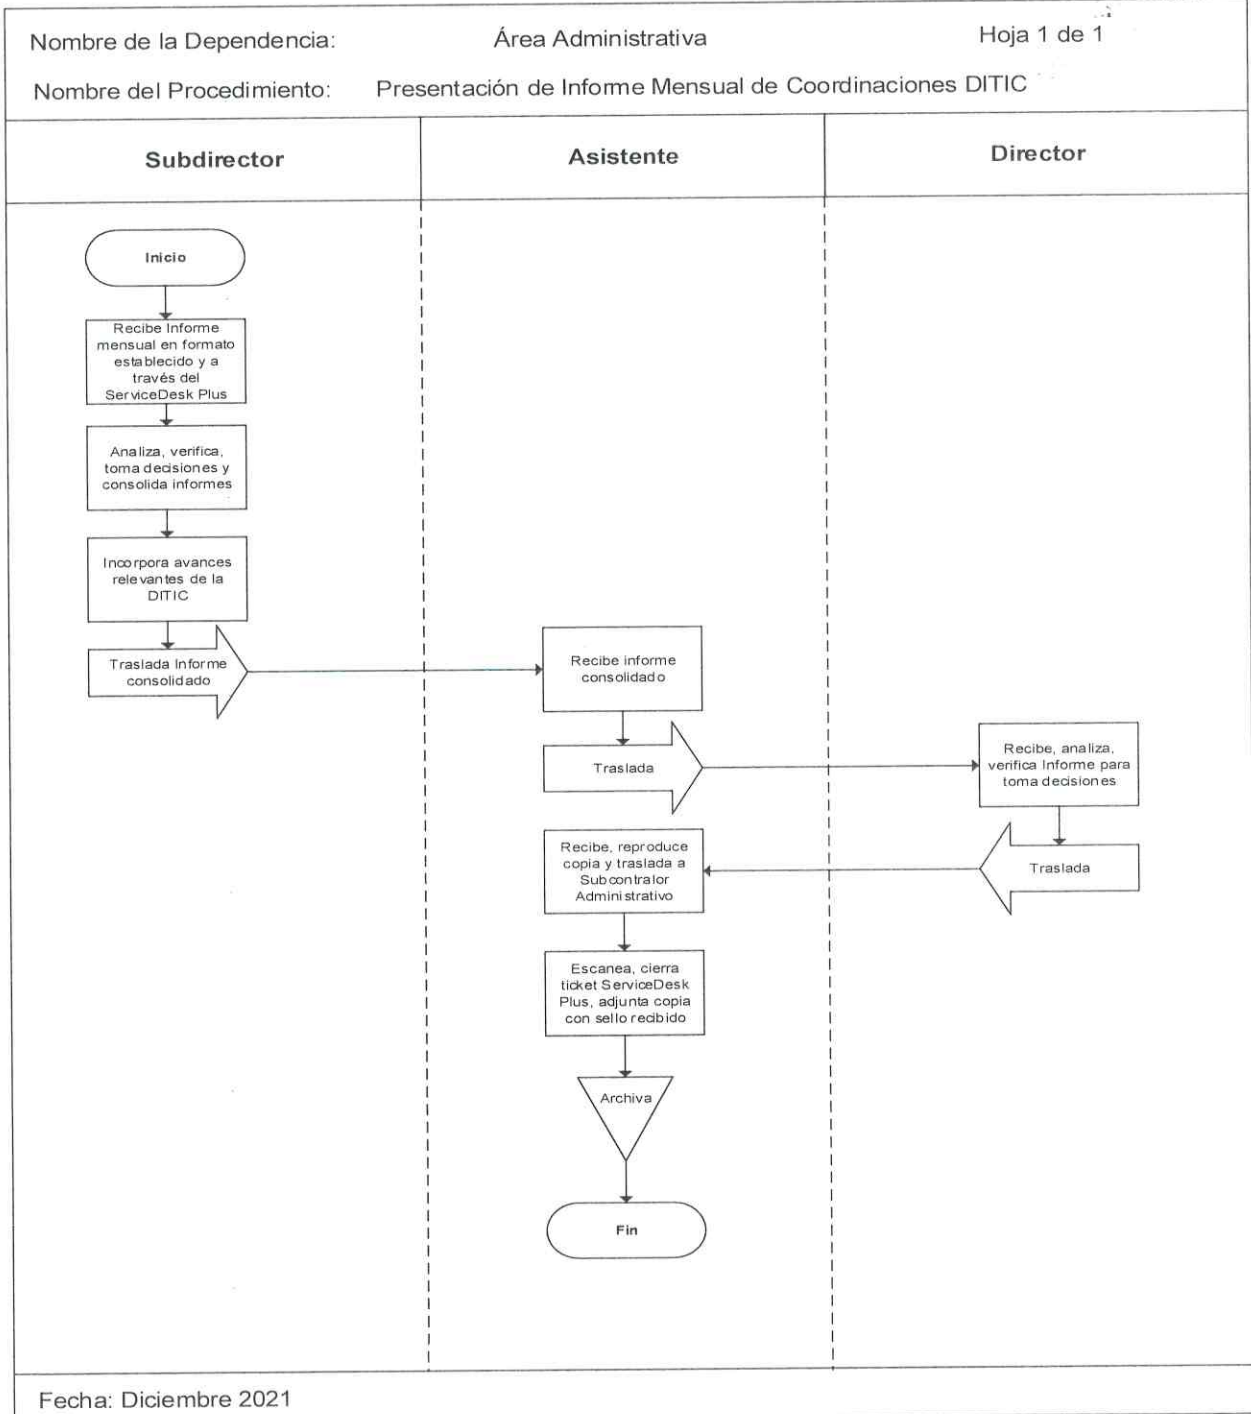 Nombre de la Dependencia: Área Administrativa Hoja 1 de 1
Nombre del Procedimiento: Presentación de Informe Mensual de Coordinaciones DITIC
Subdirector Asistente Director
Inicio
Recibe Informe
mensual en formato
establecido y a
través del
ServiceDesk Plus
Analiza, verifica,
toma decisiones y
consolida informes
Incorpora avances
relevantes de la
DITIC
Traslada Informe
consolidado
Recibe informe
consolidado
Traslada
Recibe, analiza,
verifica Informe para
toma decisiones
Traslada
Recibe, reproduce
copia y traslada a
Subcontralor
Administrativo
Escanea, cierra
ticket ServiceDesk
Plus, adjunta copia
con sello recibido
Archiva
Fin
Fecha: Diciembre 2021